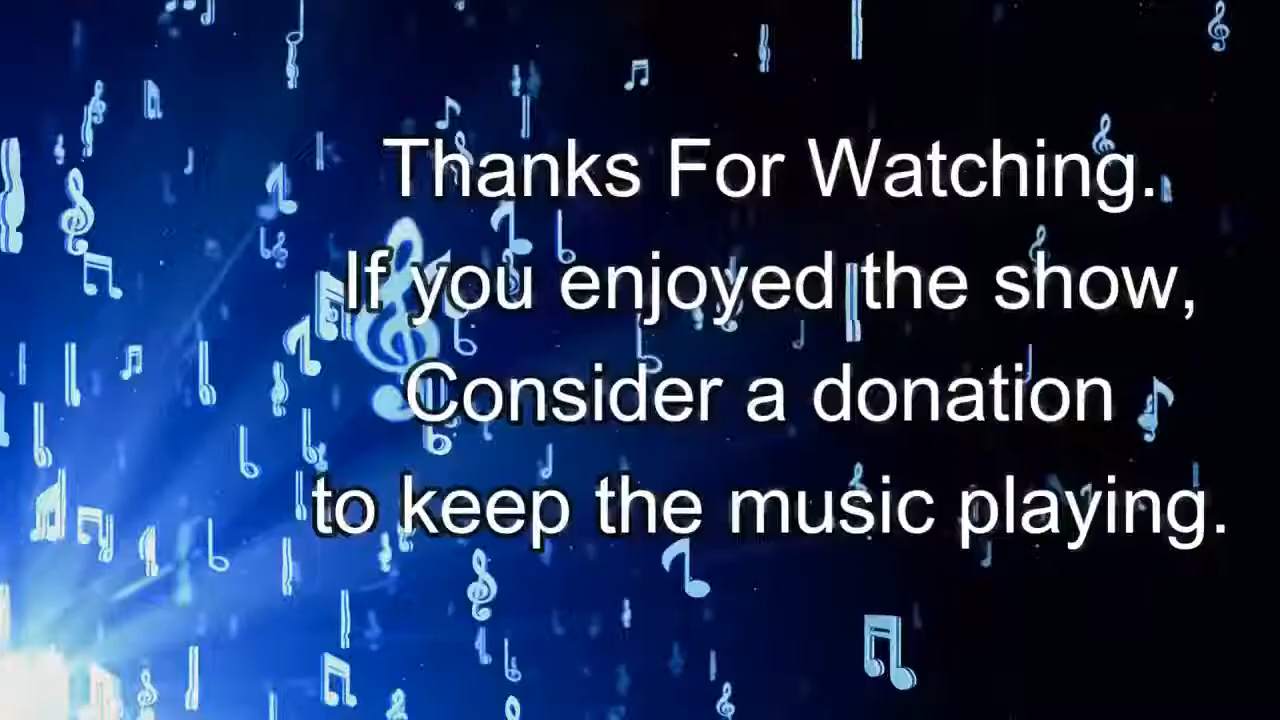 Thanks For Watching.
If you enjoyed the show,
Consider a donation
to keep the music playing.